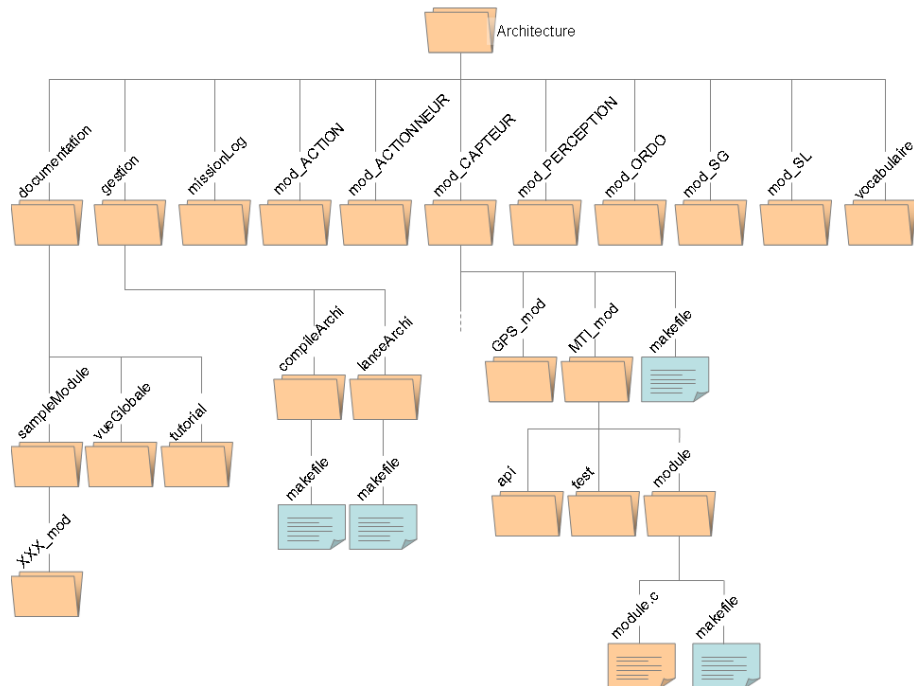 Architecture
documentation
gestion
missionLog
mod_ACTION
mod_ACTIONNEUR
mod_CAPTEUR
mod_PERCEPTION
mod_ORDO
mod_SG
mod_SL
vocabulaire
compileArchi
lanceArchi
GPS_mod
MTI_mod
makefile
sampleModule
vueGlobale
tutorial
makefile
makefile
api
test
module
XXX_mod
module.c
makefile